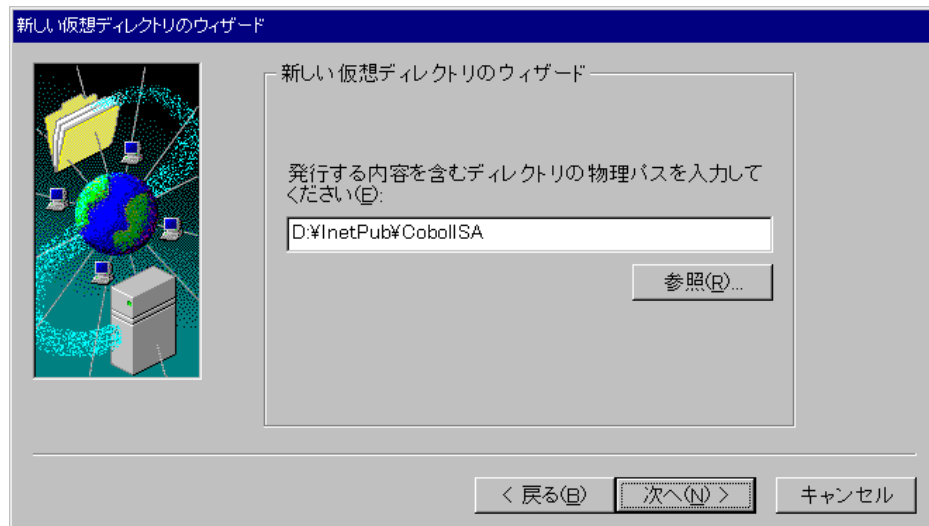 新しい仮想ディレクトリのウィザード
新しい仮想ディレクトリのウィザード
発行する内容を含むディレクトリの物理パスを入力して
ください(E):
D:¥InetPub¥CobolISA
参照(R)...
< 戻る(B)
次へ(N) >
キャンセル